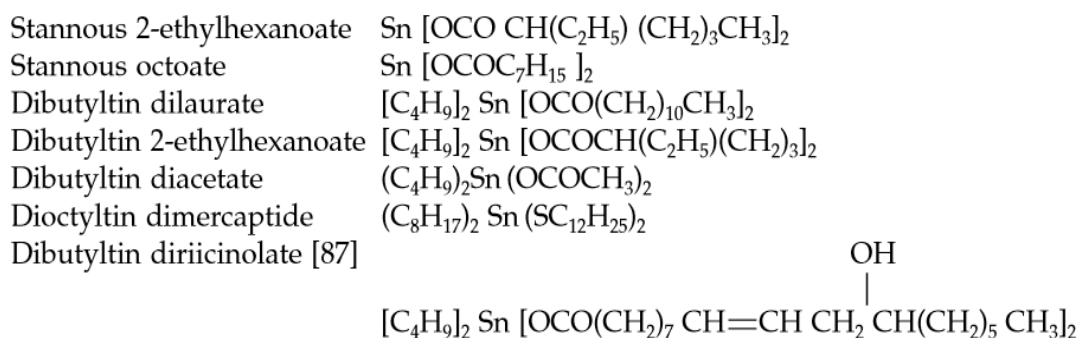 Stannous 2-ethylhexanoate Sn [OCO CH(C₂H₅) (CH₂)₃CH₃]₂
Stannous octoate Sn [OCOC₇H₁₅ ]₂
Dibutyltin dilaurate [C₄H₉]₂ Sn [OCO(CH₂)₁₀CH₃]₂
Dibutyltin 2-ethylhexanoate [C₄H₉]₂ Sn [OCOCH(C₂H₅)(CH₂)₃]₂
Dibutyltin diacetate (C₄H₉)₂Sn (OCOCH₃)₂
Dioctyltin dimercaptide (C₈H₁₇)₂ Sn (SC₁₂H₂₅)₂
Dibutyltin diriicinolate [87] OH
[C₄H₉]₂ Sn [OCO(CH₂)₇ CH=CH CH₂ CH(CH₂)₅ CH₃]₂